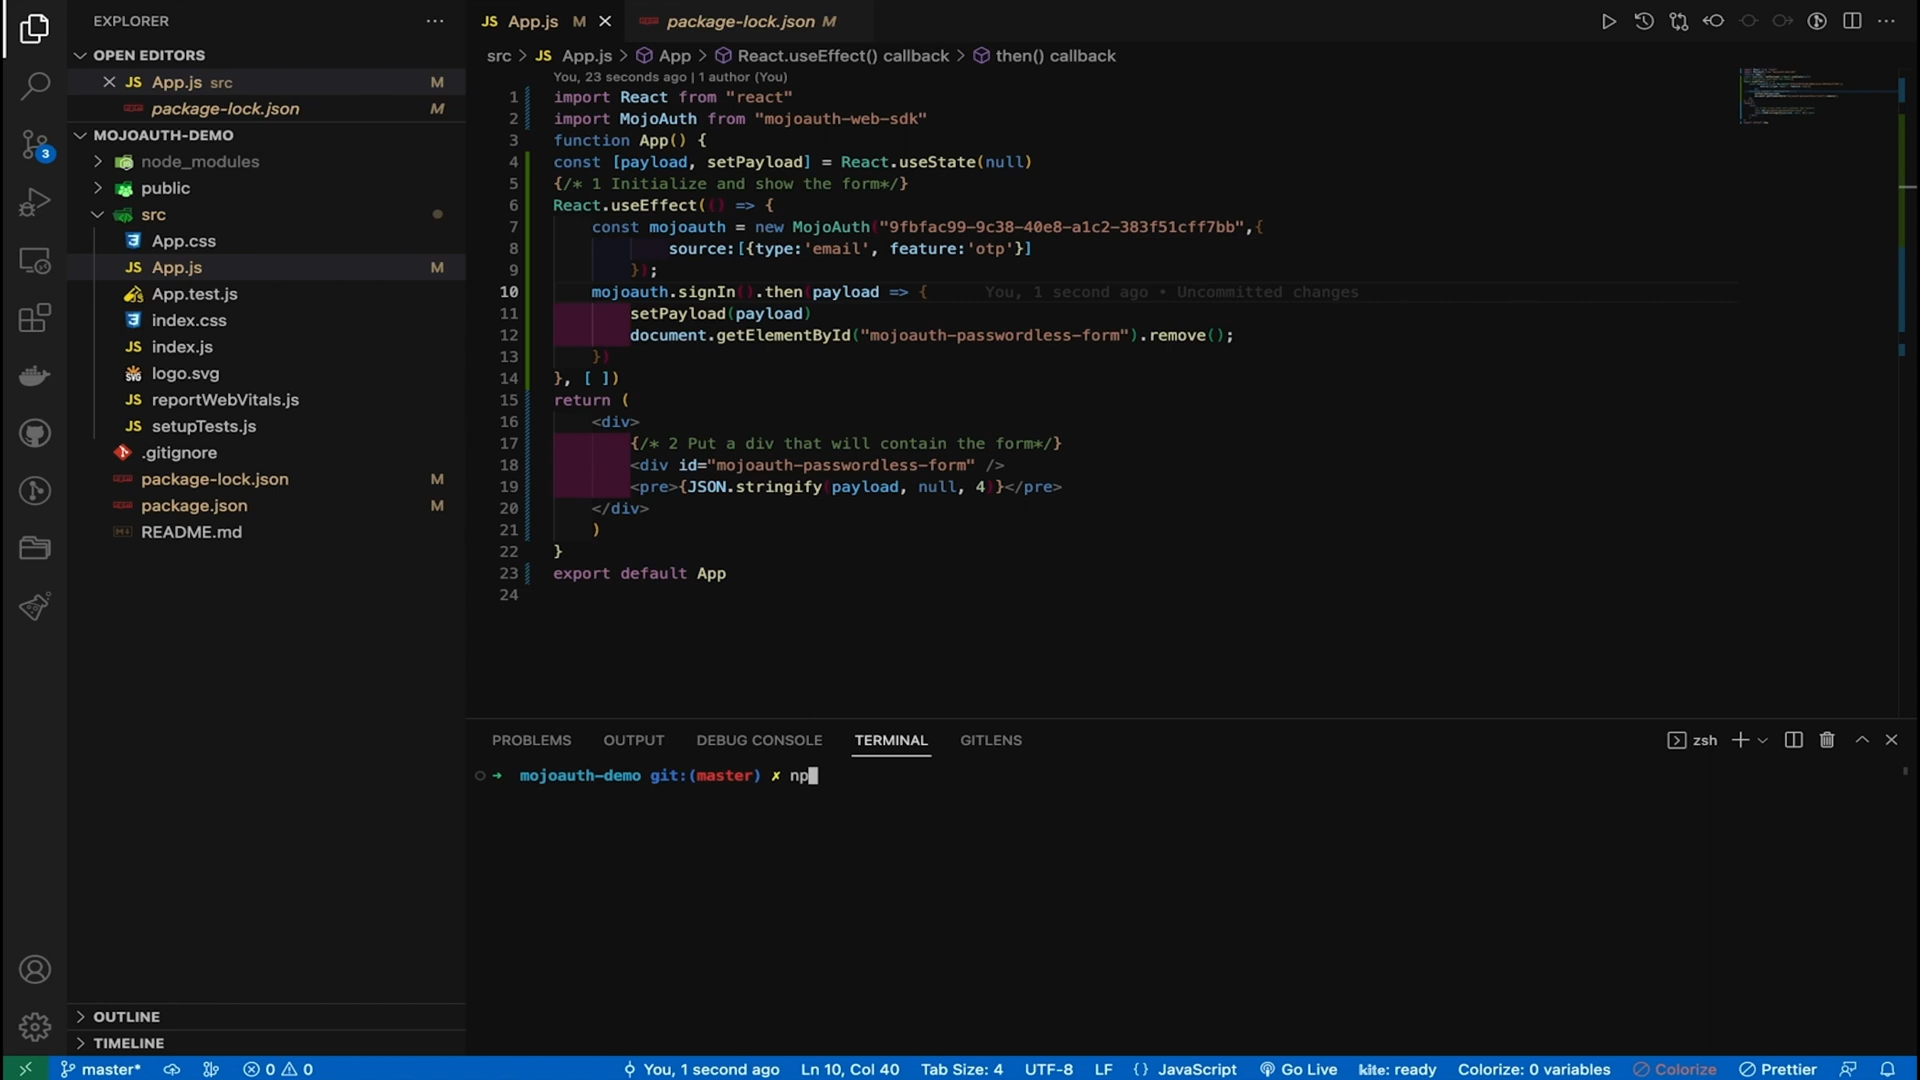 EXPLORER
OPEN EDITORS
App.js src M
package-lock.json M
MOJOAUTH-DEMO
node_modules
public
src
App.css
App.js M
App.test.js
index.css
index.js
logo.svg
reportWebVitals.js
setupTests.js
.gitignore
package-lock.json M
package.json M
README.md
OUTLINE
TIMELINE
3
JS App.js M
package-lock.json M
src > JS App.js > App > React.useEffect() callback > then() callback
You, 23 seconds ago | 1 author (You)
1 import React from "react"
2 import MojoAuth from "mojoauth-web-sdk"
3 function App() {
4 const [payload, setPayload] = React.useState(null)
5 {/* 1 Initialize and show the form*/}
6 React.useEffect(() => {
7 const mojoauth = new MojoAuth("9fbfac99-9c38-40e8-a1c2-383f51cff7bb",{
8 source:[{type:'email', feature:'otp'}]
9 });
10 mojoauth.signIn().then(payload => { You, 1 second ago • Uncommitted changes
11 setPayload(payload)
12 document.getElementById("mojoauth-passwordless-form").remove();
13 })
14 }, [ ])
15 return (
16 <div>
17 {/* 2 Put a div that will contain the form*/}
18 <div id="mojoauth-passwordless-form" />
19 <pre>{JSON.stringify(payload, null, 4)}</pre>
20 </div>
21 )
22 }
23 export default App
24
PROBLEMS OUTPUT DEBUG CONSOLE TERMINAL GITLENS
zsh
→ mojoauth-demo git:(master) ✗ np
master* 0 0 You, 1 second ago Ln 10, Col 40 Tab Size: 4 UTF-8 LF {} JavaScript Go Live kite: ready Colorize: 0 variables Colorize Prettier